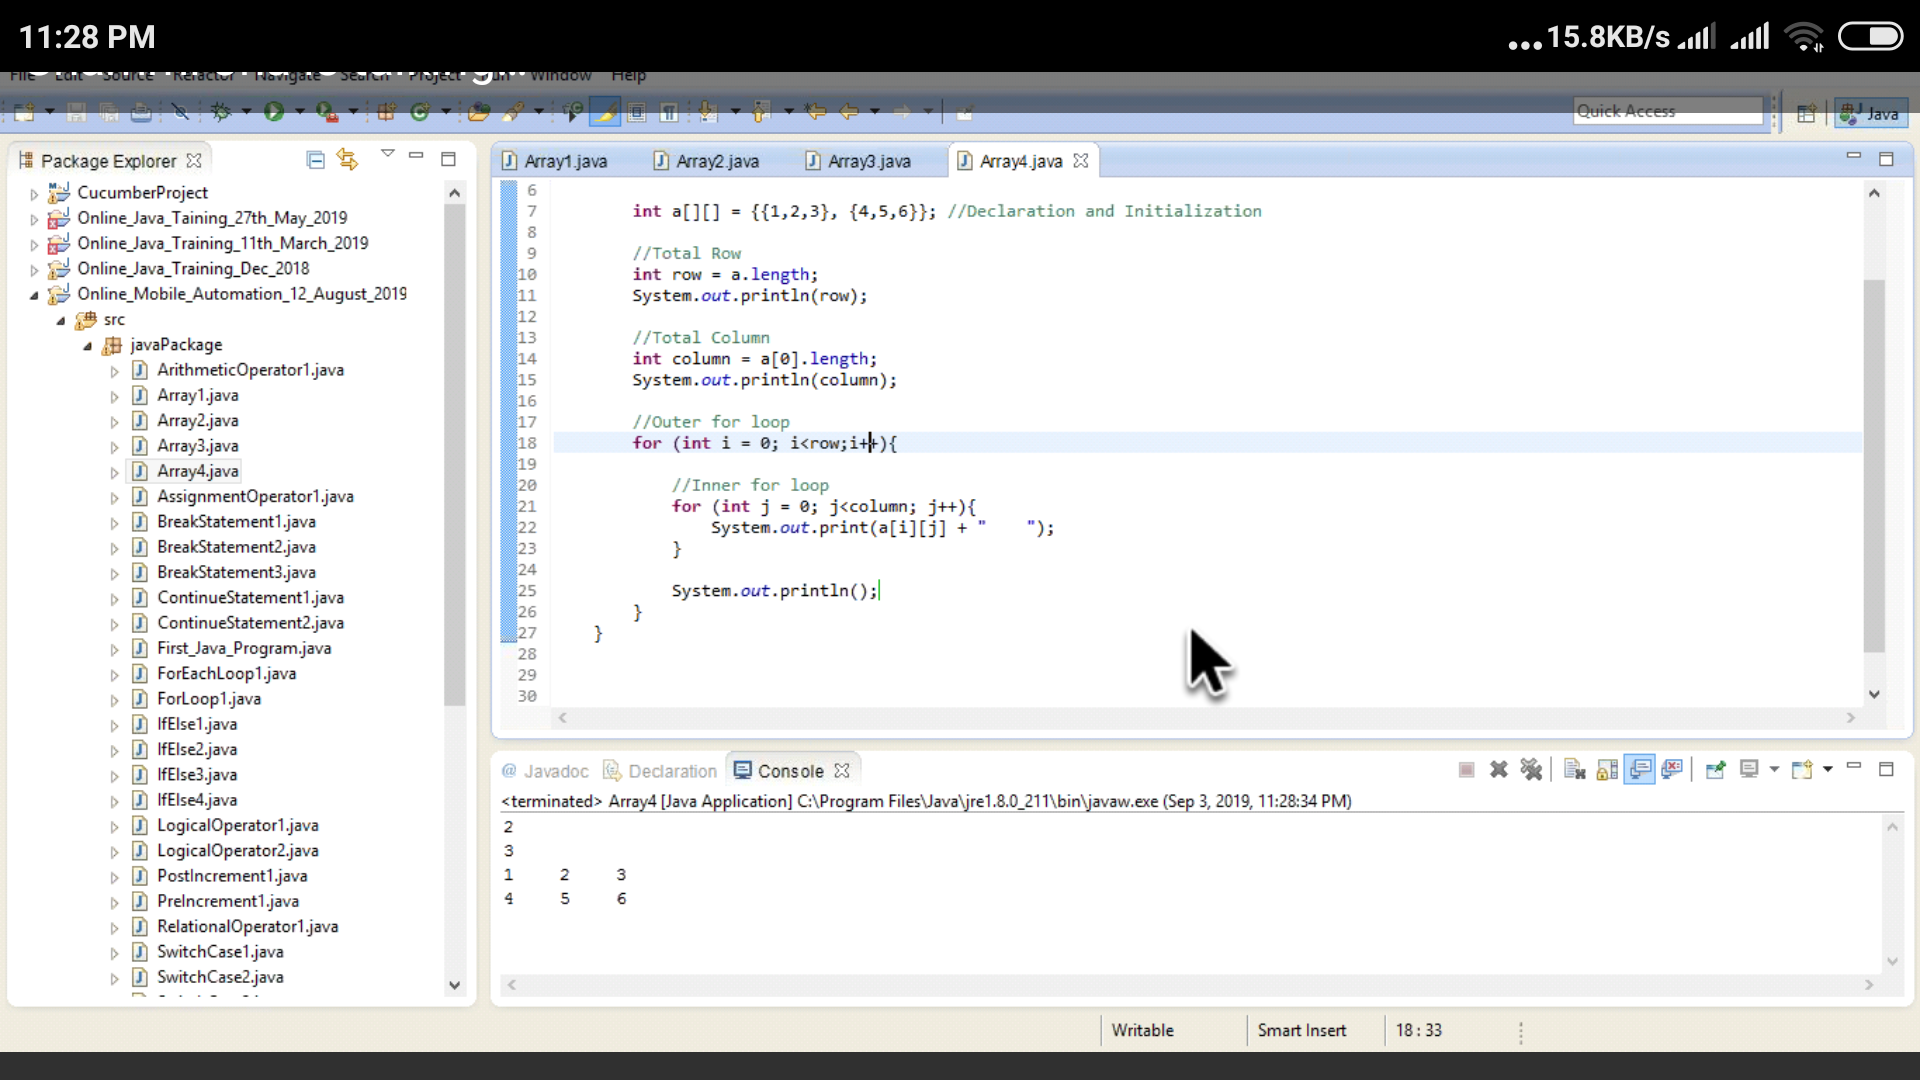 11:28 PM
...15.8KB/s
File Edit Source Refactor Navigate Search Project Run Window Help
Quick Access
Java
Package Explorer
CucumberProject
Online_Java_Taining_27th_May_2019
Online_Java_Training_11th_March_2019
Online_Java_Training_Dec_2018
Online_Mobile_Automation_12_August_2019
src
javaPackage
ArithmeticOperator1.java
Array1.java
Array2.java
Array3.java
Array4.java
AssignmentOperator1.java
BreakStatement1.java
BreakStatement2.java
BreakStatement3.java
ContinueStatement1.java
ContinueStatement2.java
First_Java_Program.java
ForEachLoop1.java
ForLoop1.java
IfElse1.java
IfElse2.java
IfElse3.java
IfElse4.java
LogicalOperator1.java
LogicalOperator2.java
PostIncrement1.java
PreIncrement1.java
RelationalOperator1.java
SwitchCase1.java
SwitchCase2.java
Array1.java Array2.java Array3.java Array4.java
6
7 int a[][] = {{1,2,3}, {4,5,6}}; //Declaration and Initialization
8
9 //Total Row
10 int row = a.length;
11 System.out.println(row);
12
13 //Total Column
14 int column = a[0].length;
15 System.out.println(column);
16
17 //Outer for loop
18 for (int i = 0; i<row;i++){
19
20 //Inner for loop
21 for (int j = 0; j<column; j++){
22 System.out.print(a[i][j] + "    ");
23 }
24
25 System.out.println();
26 }
27 }
28
29
30
@ Javadoc Declaration Console
<terminated> Array4 [Java Application] C:\Program Files\Java\jre1.8.0_211\bin\javaw.exe (Sep 3, 2019, 11:28:34 PM)
2
3
1 2 3
4 5 6
Writable Smart Insert 18 : 33